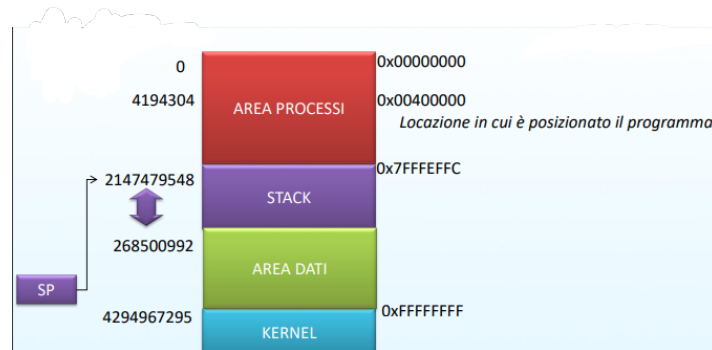 0
0x00000000
4194304
AREA PROCESSI
0x00400000
Locazione in cui è posizionato il programma
2147479548
0x7FFFEFFC
STACK
268500992
AREA DATI
SP
4294967295
0xFFFFFFFF
KERNEL